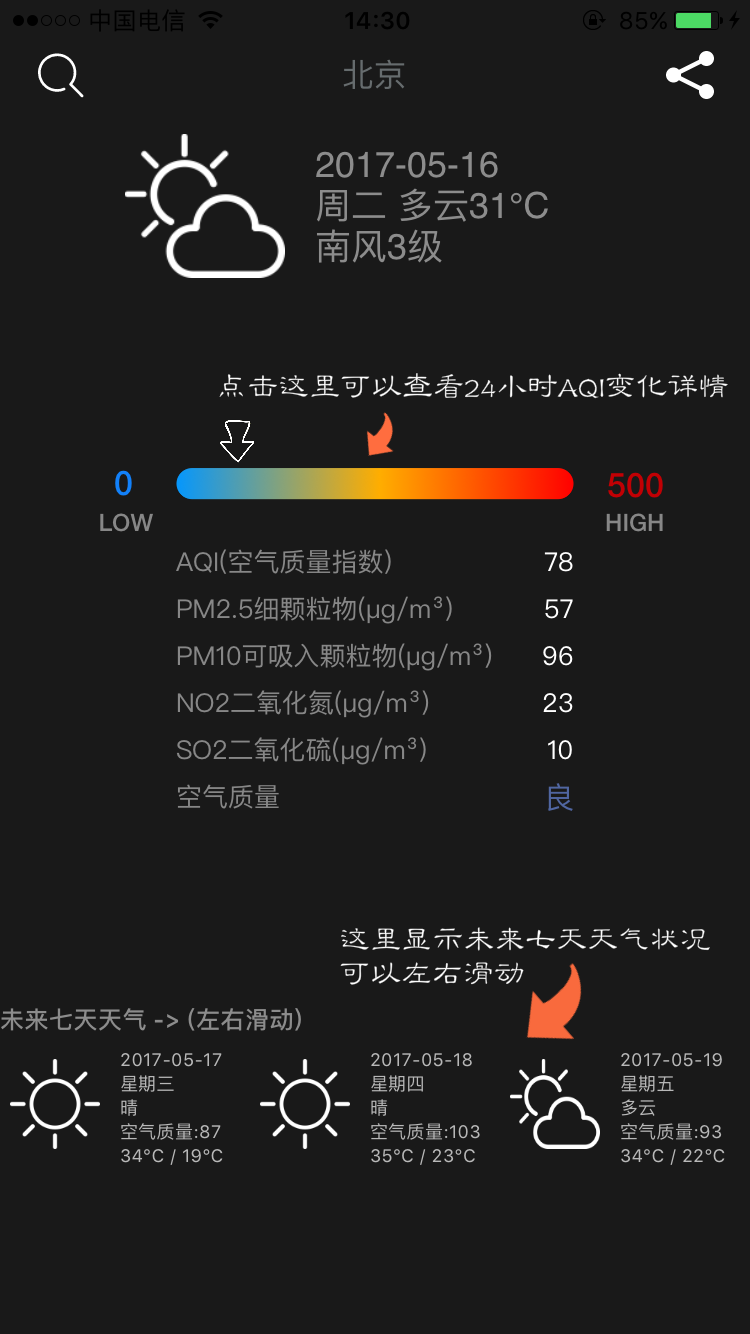 中国电信 14:30 85%
北京
2017-05-16
周二 多云31°C
南风3级
点击这里可以查看24小时AQI变化详情
0 500
LOW HIGH
AQI(空气质量指数) 78
PM2.5细颗粒物(μg/m³) 57
PM10可吸入颗粒物(μg/m³) 96
NO2二氧化氮(μg/m³) 23
SO2二氧化硫(μg/m³) 10
空气质量 良
这里显示未来七天天气状况
可以左右滑动
未来七天天气 -> (左右滑动)
2017-05-17
星期三
晴
空气质量:87
34°C / 19°C
2017-05-18
星期四
晴
空气质量:103
35°C / 23°C
2017-05-19
星期五
多云
空气质量:93
34°C / 22°C